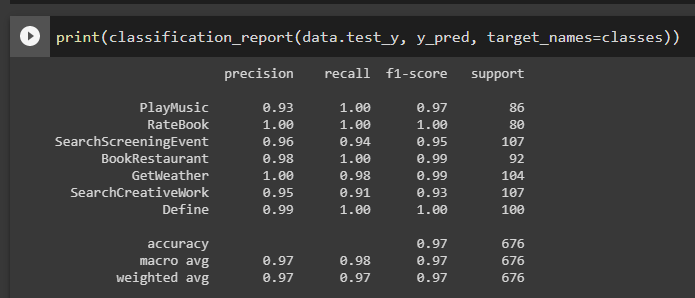 print(classification_report(data.test_y, y_pred, target_names=classes))
precision recall f1-score support
PlayMusic 0.93 1.00 0.97 86
RateBook 1.00 1.00 1.00 80
SearchScreeningEvent 0.96 0.94 0.95 107
BookRestaurant 0.98 1.00 0.99 92
GetWeather 1.00 0.98 0.99 104
SearchCreativeWork 0.95 0.91 0.93 107
Define 0.99 1.00 1.00 100
accuracy 0.97 676
macro avg 0.97 0.98 0.97 676
weighted avg 0.97 0.97 0.97 676